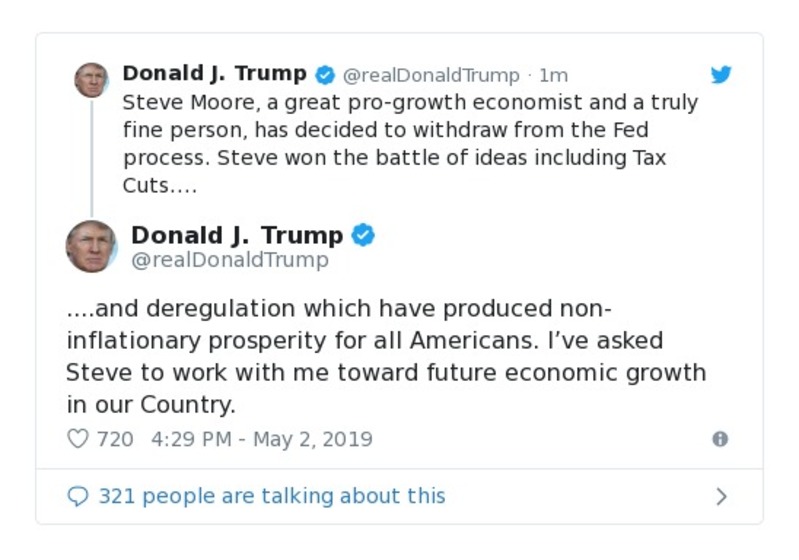 Donald J. Trump @realDonaldTrump · 1m
Steve Moore, a great pro-growth economist and a truly
fine person, has decided to withdraw from the Fed
process. Steve won the battle of ideas including Tax
Cuts....
Donald J. Trump
@realDonaldTrump
....and deregulation which have produced non-
inflationary prosperity for all Americans. I’ve asked
Steve to work with me toward future economic growth
in our Country.
720 4:29 PM - May 2, 2019
321 people are talking about this